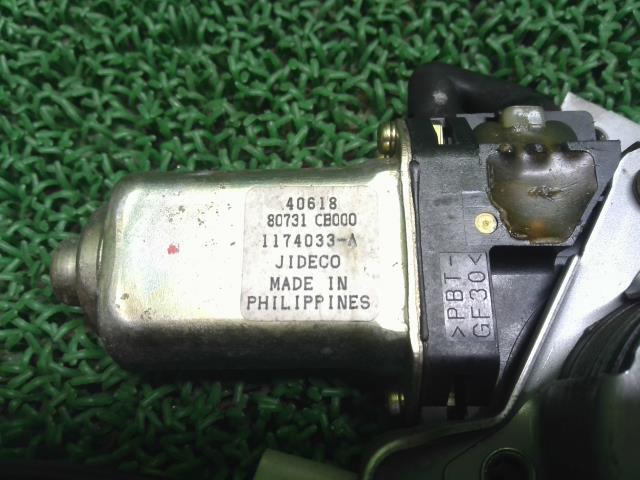 40618
80731 CB000
1174033-A
JIDECO
MADE IN
PHILIPPINES
>PBT-
GF30<